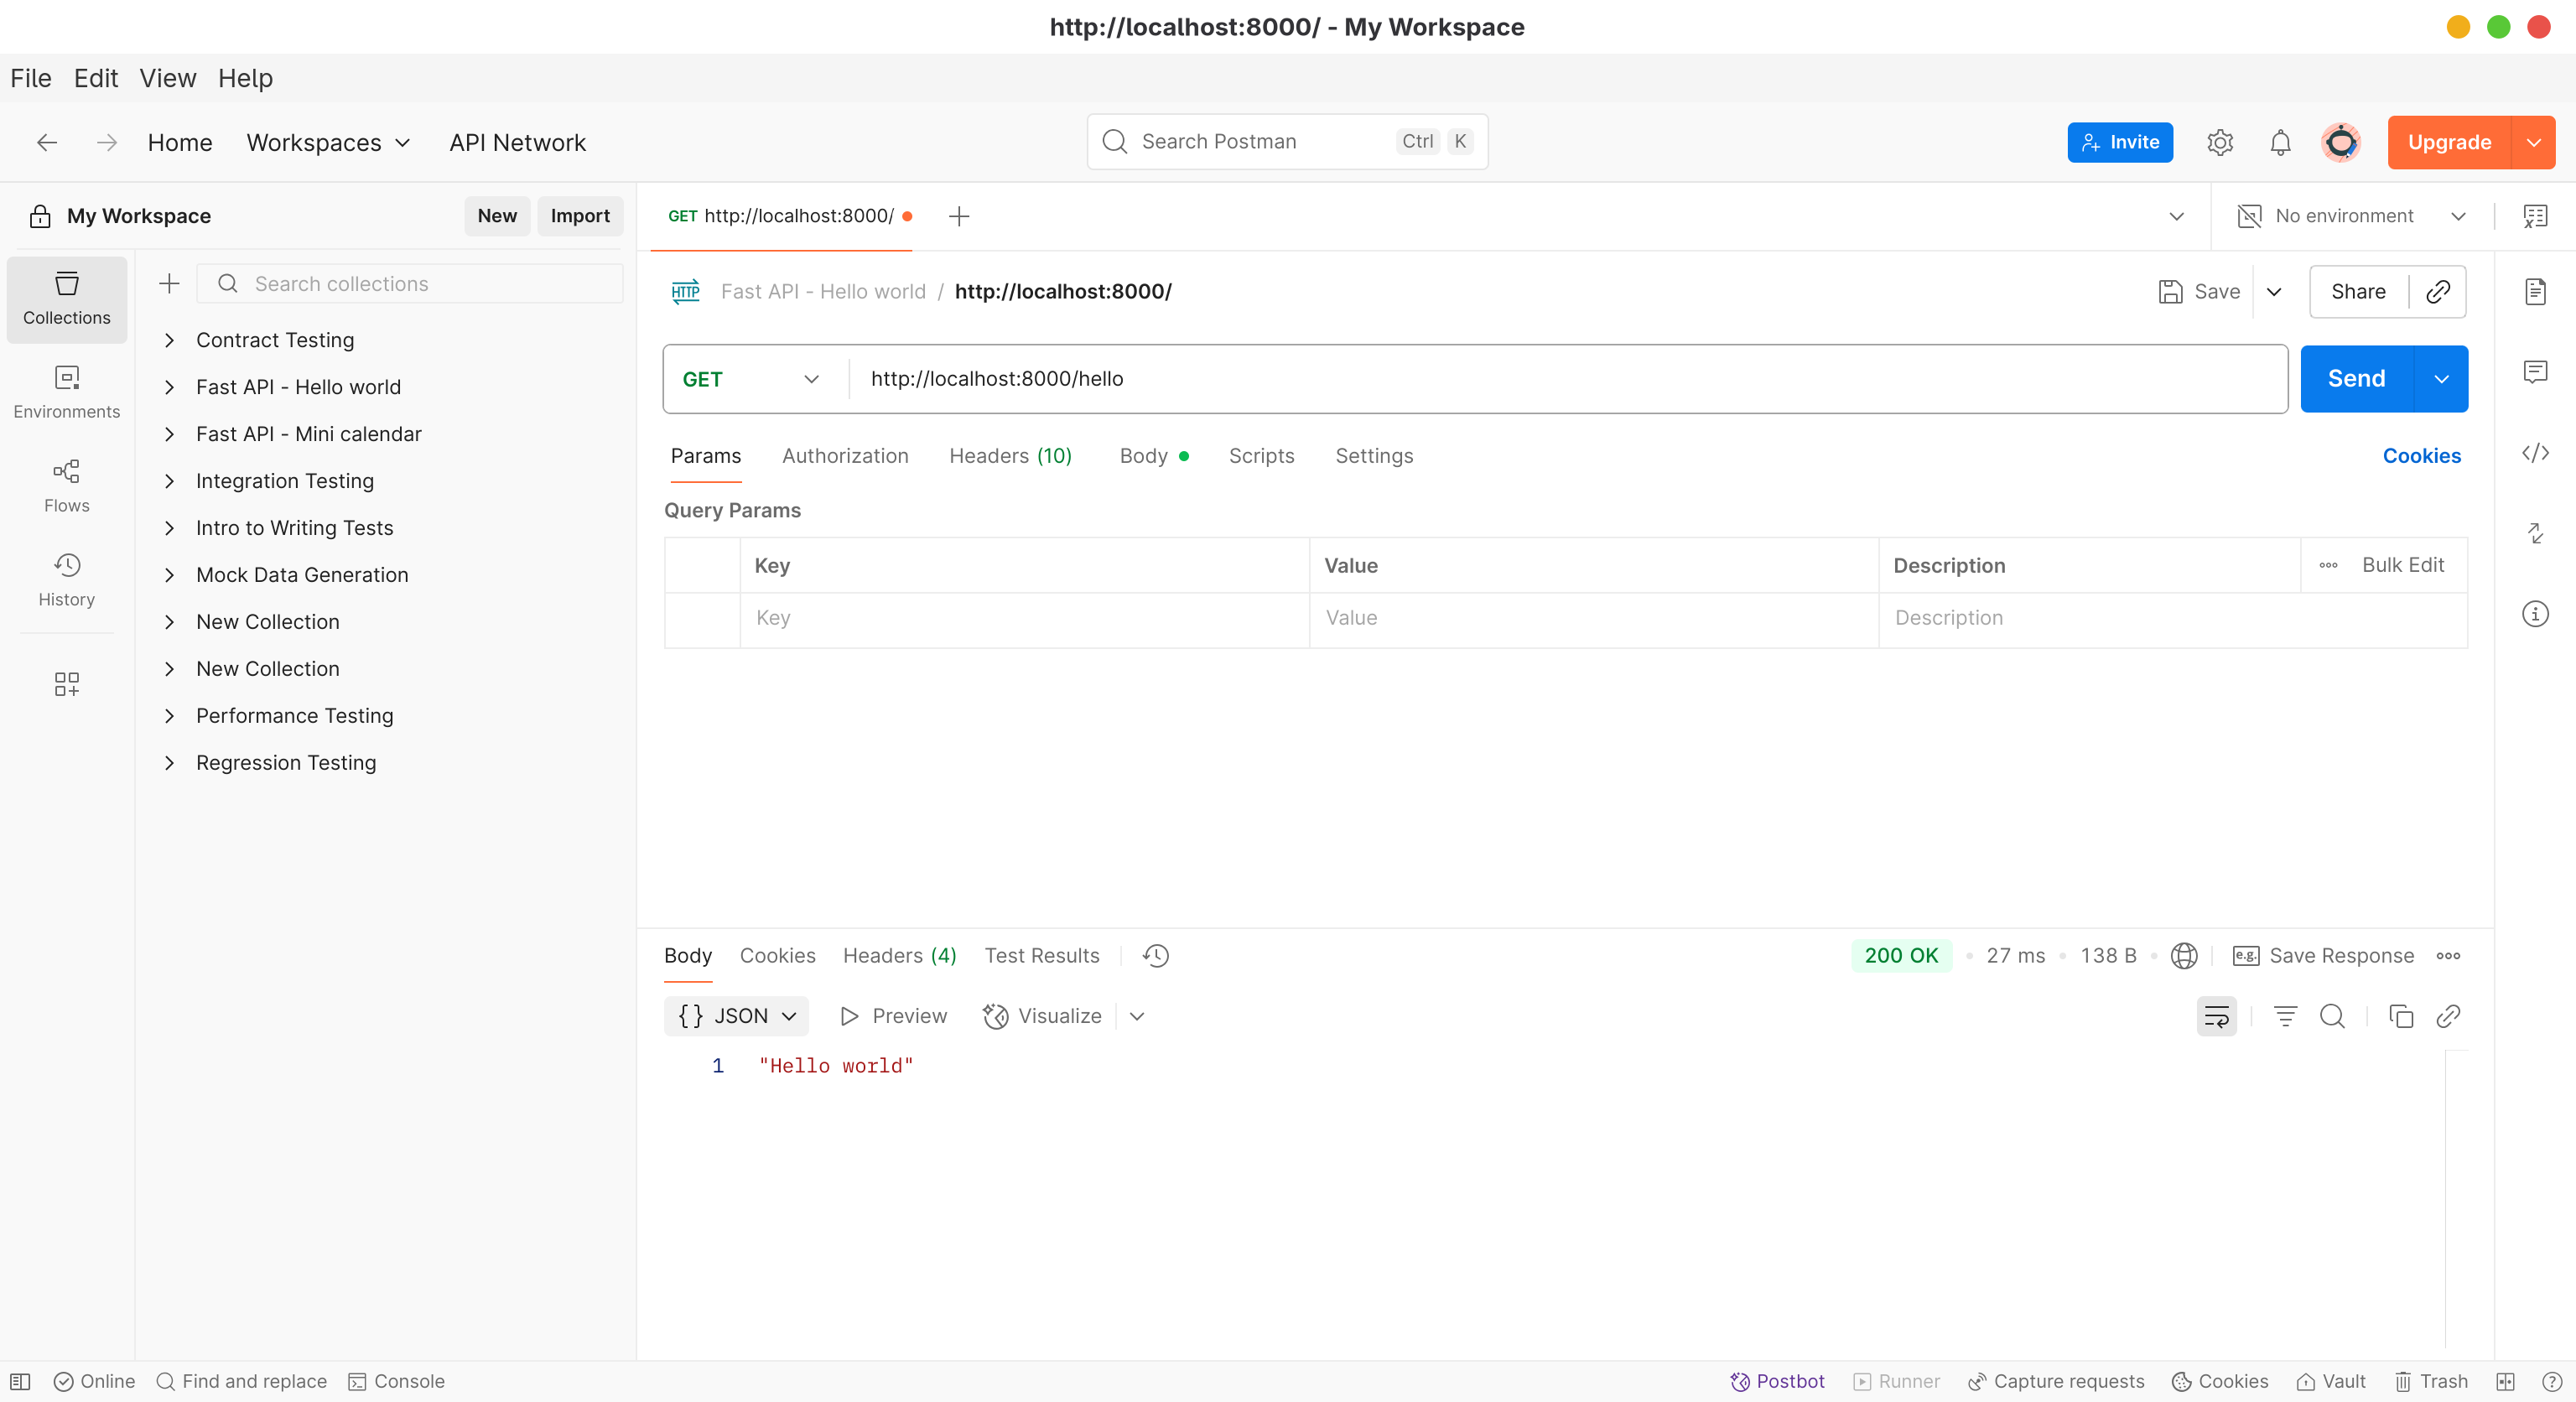 http://localhost:8000/ - My Workspace
File Edit View Help
Home Workspaces API Network
Search Postman Ctrl K
Invite
Upgrade
My Workspace
New Import
GET http://localhost:8000/
No environment
Collections
Search collections
Contract Testing
Fast API - Hello world
Fast API - Mini calendar
Integration Testing
Intro to Writing Tests
Mock Data Generation
New Collection
New Collection
Performance Testing
Regression Testing
Environments
Flows
History
HTTP Fast API - Hello world / http://localhost:8000/
Save Share
GET http://localhost:8000/hello
Send
Params Authorization Headers (10) Body Scripts Settings
Cookies
Query Params
Key Value Description Bulk Edit
Key Value Description
Body Cookies Headers (4) Test Results
200 OK • 27 ms • 138 B • e.g. Save Response
{} JSON Preview Visualize
1 "Hello world"
Online Find and replace Console
Postbot Runner Capture requests Cookies Vault Trash